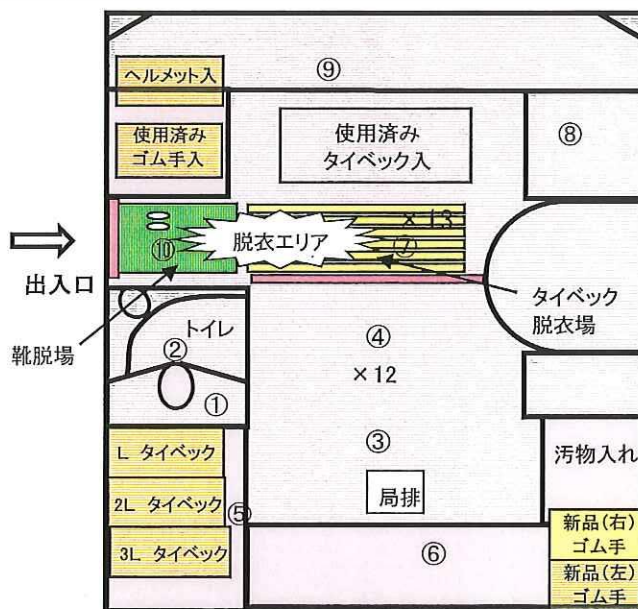 ⑨
ヘルメット入
使用済み
ゴム手入
使用済み
タイベック入
⑧
×13
⑩
脱衣エリア
⑦
出入口
タイベック
脱衣場
靴脱場
トイレ
②
①
④
×12
③
局排
L タイベック
2L タイベック
3L タイベック
⑤
⑥
汚物入れ
新品(右)
ゴム手
新品(左)
ゴム手